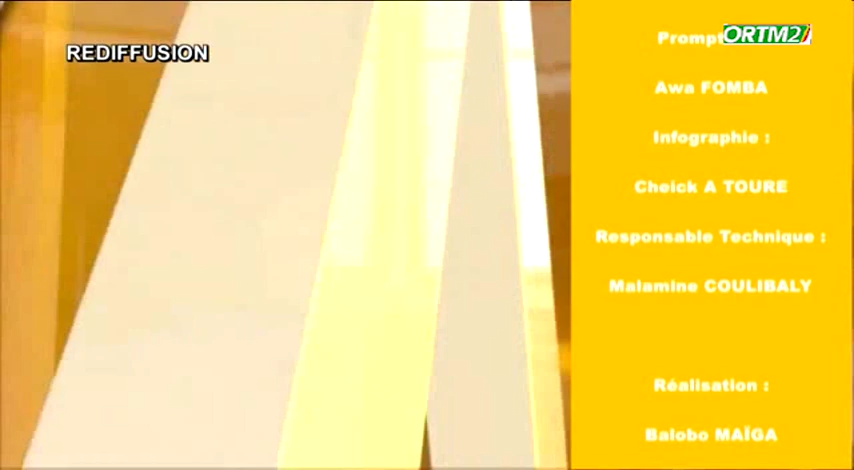 REDIFFUSION
ORTM2
Awa FOMBA
Infographie :
Cheick A TOURE
Responsable Technique :
Malamine COULIBALY
Réalisation :
Balobo MAÏGA